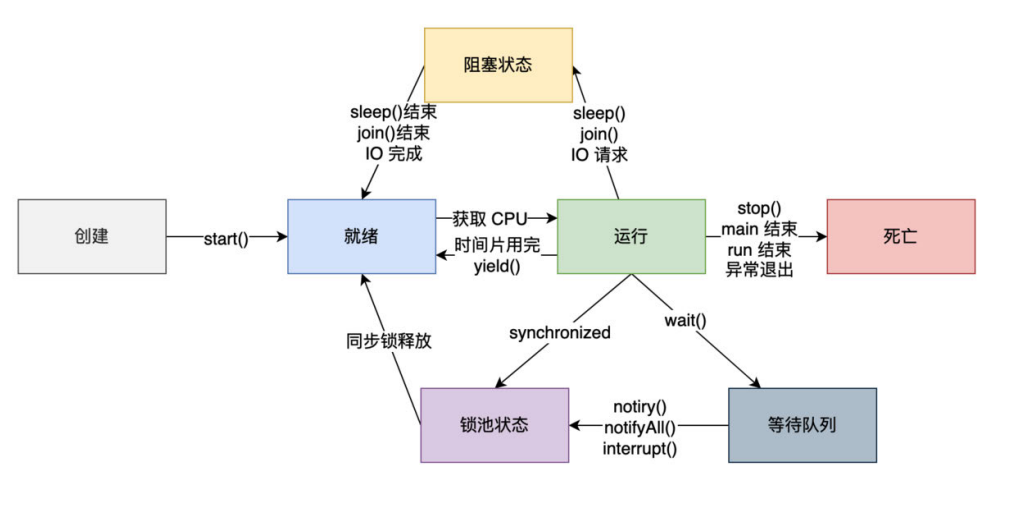 阻塞状态
sleep()结束
join()结束
IO 完成
sleep()
join()
IO 请求
创建
start()
就绪
获取 CPU
时间片用完
yield()
运行
stop()
main 结束
run 结束
异常退出
死亡
同步锁释放
synchronized
wait()
锁池状态
notiry()
notifyAll()
interrupt()
等待队列